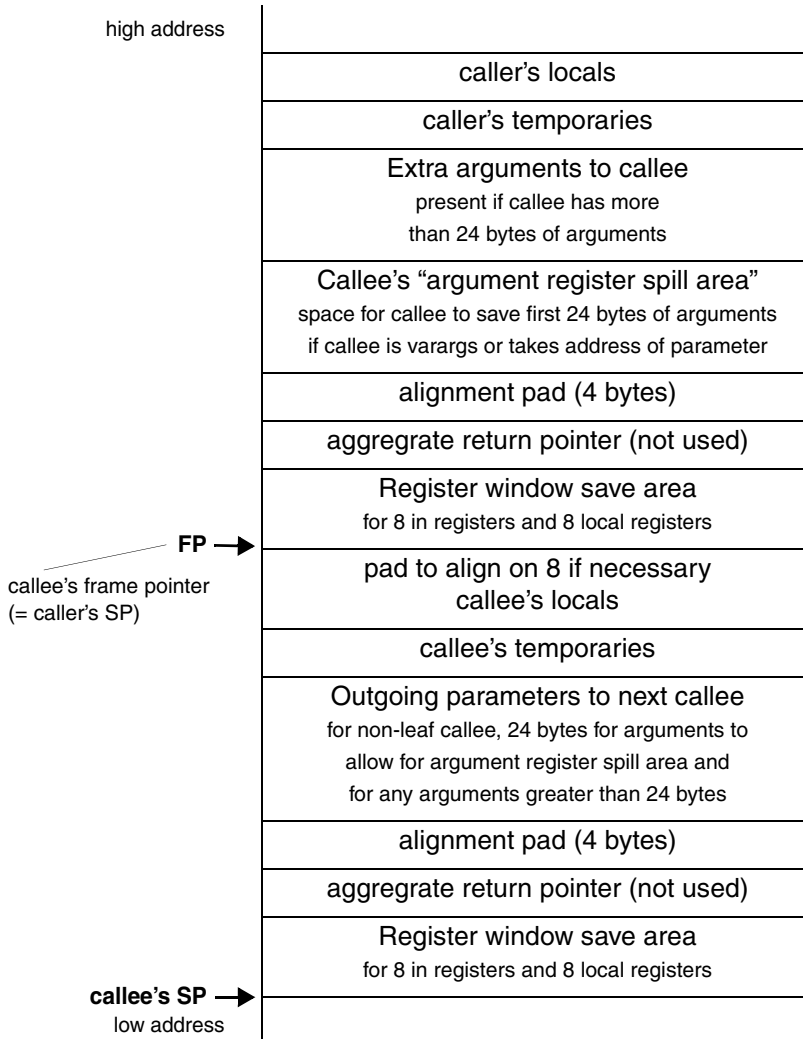 high address
caller's locals
caller's temporaries
Extra arguments to callee
present if callee has more
than 24 bytes of arguments
Callee's “argument register spill area”
space for callee to save first 24 bytes of arguments
if callee is varargs or takes address of parameter
alignment pad (4 bytes)
aggregrate return pointer (not used)
Register window save area
for 8 in registers and 8 local registers
FP
callee's frame pointer
(= caller's SP)
pad to align on 8 if necessary
callee's locals
callee's temporaries
Outgoing parameters to next callee
for non-leaf callee, 24 bytes for arguments to
allow for argument register spill area and
for any arguments greater than 24 bytes
alignment pad (4 bytes)
aggregrate return pointer (not used)
Register window save area
for 8 in registers and 8 local registers
callee's SP
low address